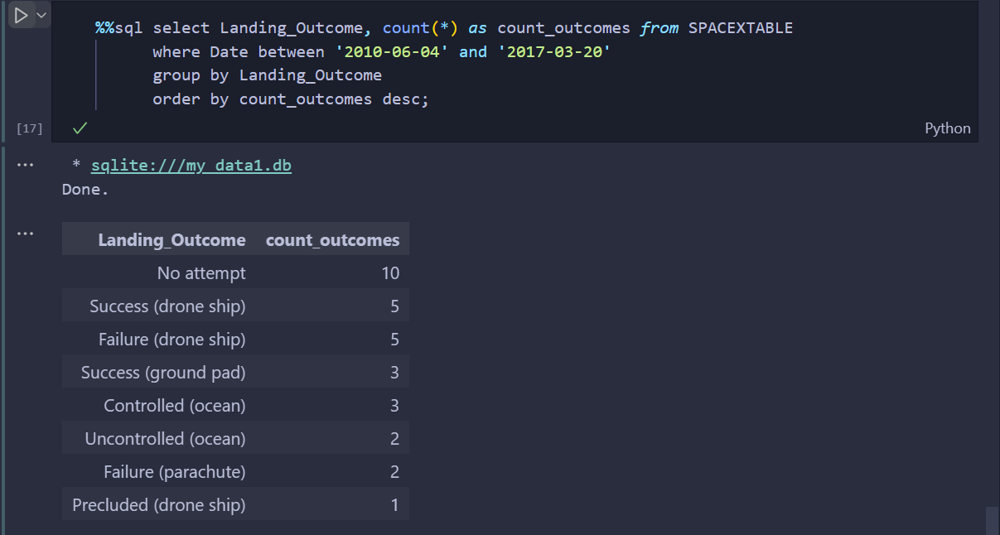 %%sql select Landing_Outcome, count(*) as count_outcomes from SPACEXTABLE
where Date between '2010-06-04' and '2017-03-20'
group by Landing_Outcome
order by count_outcomes desc;
[17] Python
... * sqlite:///my_data1.db
Done.
...
Landing_Outcome count_outcomes
No attempt 10
Success (drone ship) 5
Failure (drone ship) 5
Success (ground pad) 3
Controlled (ocean) 3
Uncontrolled (ocean) 2
Failure (parachute) 2
Precluded (drone ship) 1